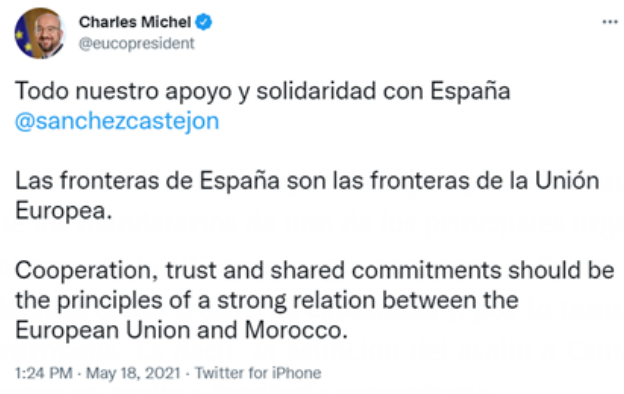 Charles Michel
@eucopresident
Todo nuestro apoyo y solidaridad con España
@sanchezcastejon
Las fronteras de España son las fronteras de la Unión
Europea.
Cooperation, trust and shared commitments should be
the principles of a strong relation between the
European Union and Morocco.
1:24 PM · May 18, 2021 · Twitter for iPhone